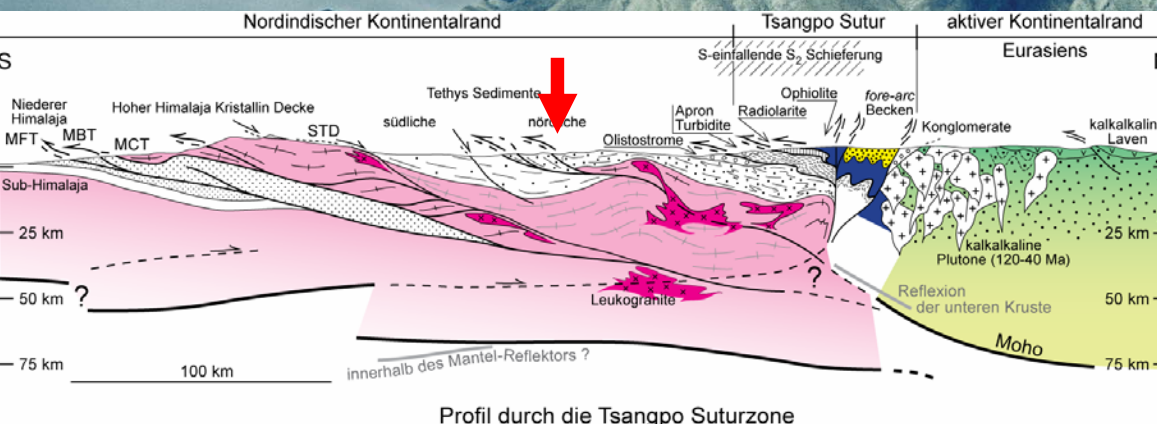 Nordindischer Kontinentalrand
Tsangpo Sutur
aktiver Kontinentalrand
Eurasiens
S
S-einfallende S2 Schieferung
Niederer
Himalaja
Hoher Himalaja Kristallin Decke
Tethys Sedimente
südliche
Olistostrome
Apron
Turbidite
Radiolarite
Ophiolite
fore-arc
Becken
Konglomerate
kalkalkalin
Laven
MFT
MBT
MCT
STD
Sub-Himalaja
25 km
50 km
75 km
?
Leukogranite
?
kalkalkaline
Plutone (120-40 Ma)
25 km
50 km
75 km
Reflexion
der unteren Kruste
Moho
innerhalb des Mantel-Reflektors ?
100 km
Profil durch die Tsangpo Suturzone